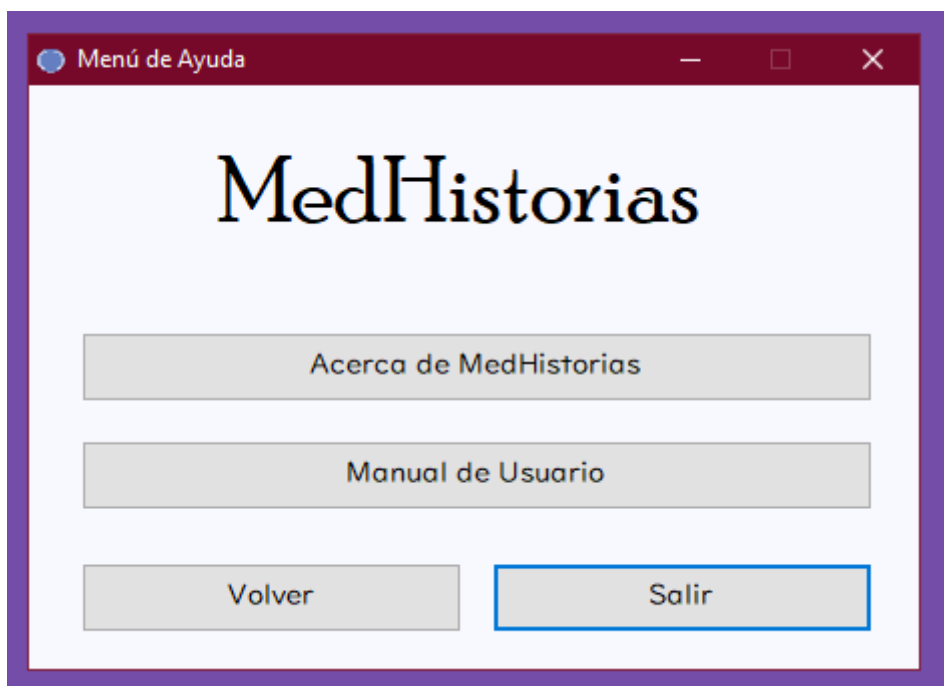 Menú de Ayuda
MedHistorias
Acerca de MedHistorias
Manual de Usuario
Volver
Salir